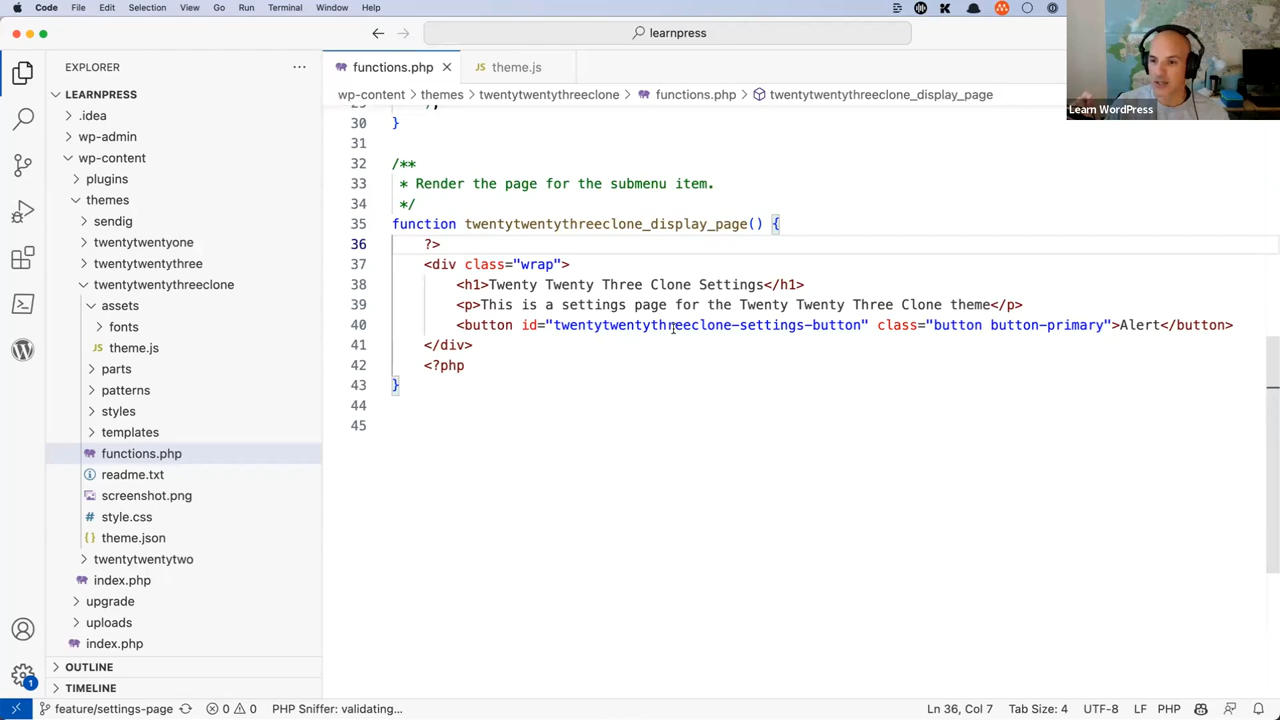 Code File Edit Selection View Go Run Terminal Window Help
learnpress
EXPLORER
functions.php
theme.js
wp-content themes twentytwentythreeclone functions.php twentytwentythreeclone_display_page
LEARNPRESS
.idea
wp-admin
wp-content
plugins
themes
sendig
twentytwentyone
twentytwentythree
twentytwentythreeclone
assets
fonts
theme.js
parts
patterns
styles
templates
functions.php
readme.txt
screenshot.png
style.css
theme.json
twentytwentytwo
index.php
upgrade
uploads
index.php
OUTLINE
TIMELINE
30 }
31
32 /**
33 * Render the page for the submenu item.
34 */
35 function twentytwentythreeclone_display_page() {
36 ?>
37 <div class="wrap">
38 <h1>Twenty Twenty Three Clone Settings</h1>
39 <p>This is a settings page for the Twenty Twenty Three Clone theme</p>
40 <button id="twentytwentythreeclone-settings-button" class="button button-primary">Alert</button>
41 </div>
42 <?php
43 }
44
45
Learn WordPress
1
feature/settings-page 0 0 PHP Sniffer: validating... Ln 36, Col 7 Tab Size: 4 UTF-8 LF PHP